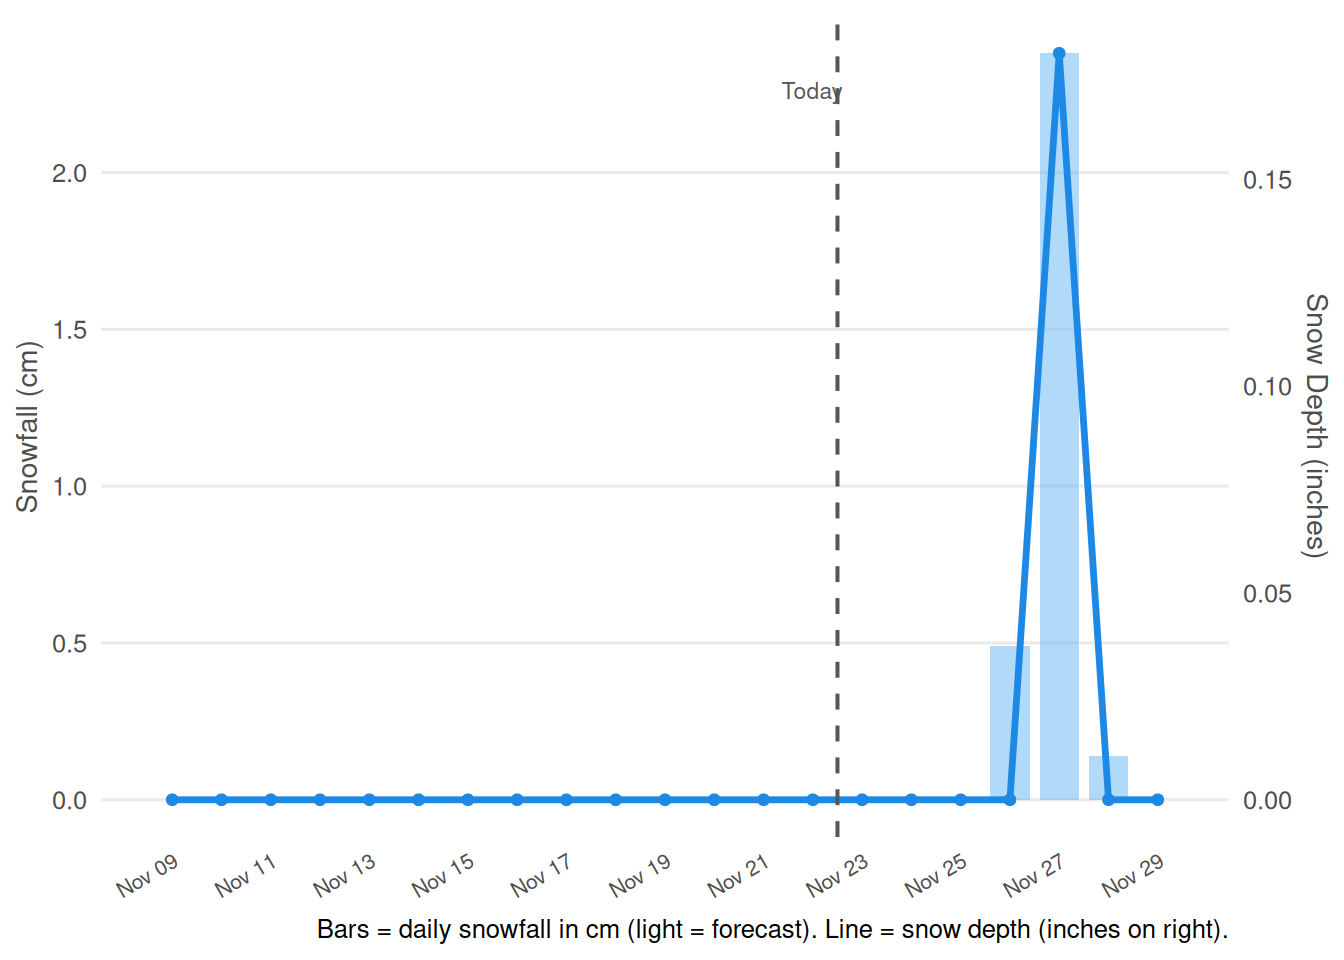 Today
2.0
1.5
1.0
0.5
0.0
Snowfall (cm)
0.15
0.10
0.05
0.00
Snow Depth (inches)
Nov 09
Nov 11
Nov 13
Nov 15
Nov 17
Nov 19
Nov 21
Nov 23
Nov 25
Nov 27
Nov 29
Bars = daily snowfall in cm (light = forecast). Line = snow depth (inches on right).